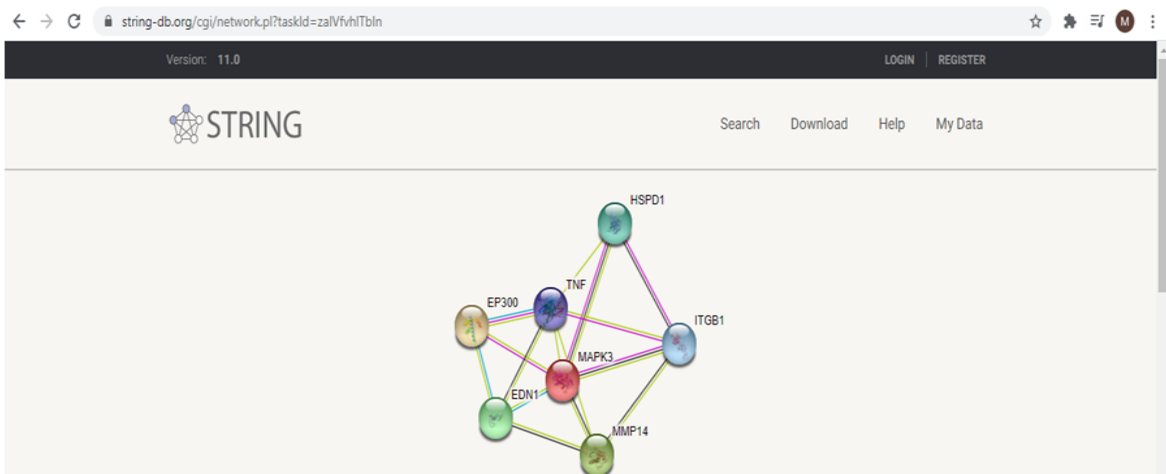 string-db.org/cgi/network.pl?taskId=zalVfvhlTbln
M
Version: 11.0
LOGIN REGISTER
STRING
Search Download Help My Data
HSPD1
TNF
EP300
ITGB1
MAPK3
EDN1
MMP14